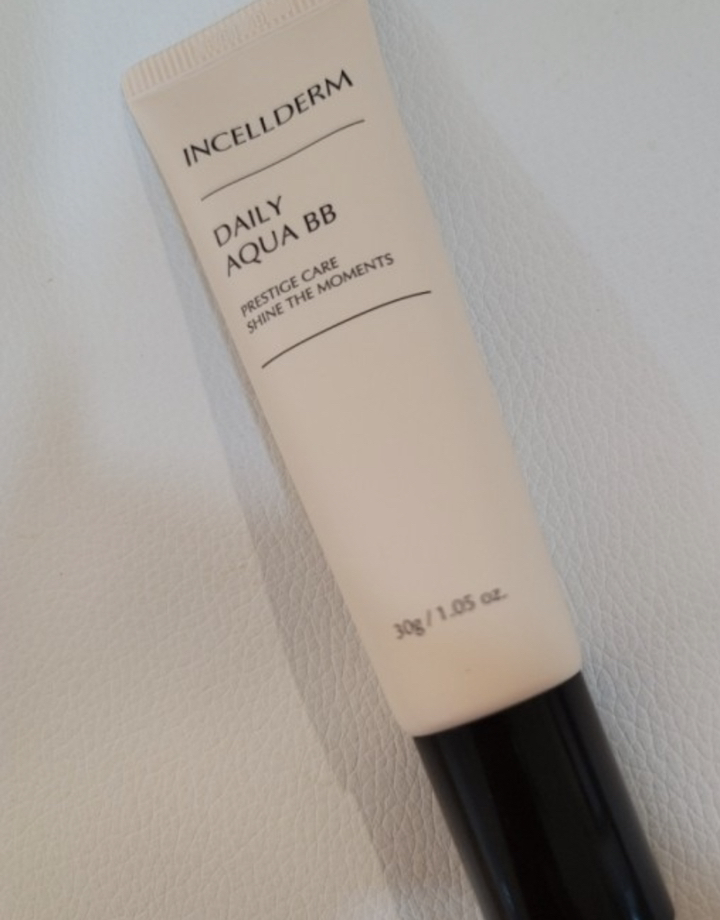 INCELLDERM
DAILY
AQUA BB
PRESTIGE CARE
SHINE THE MOMENTS
30g / 1.05 oz.